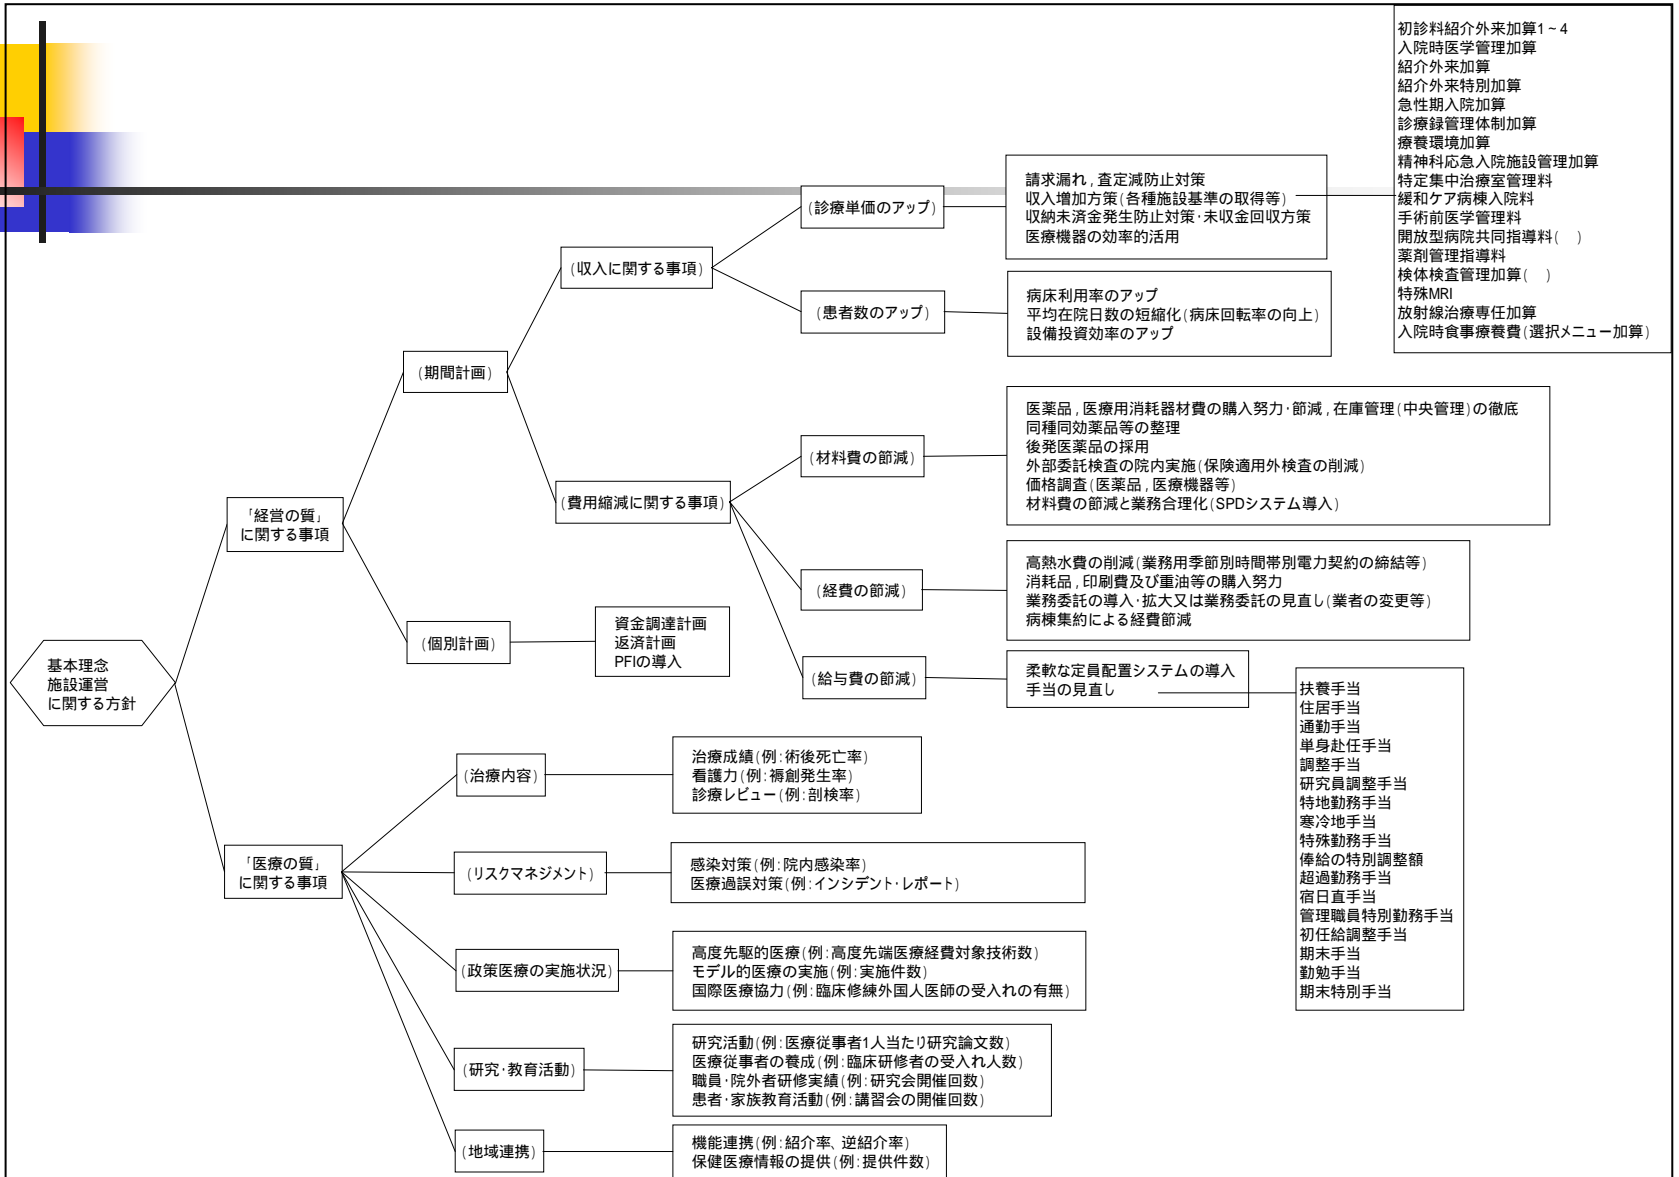 基本理念
施設運営
に関する方針
「経営の質」
に関する事項
(期間計画)
(収入に関する事項)
(診療単価のアップ)
請求漏れ,査定減防止対策
収入増加方策(各種施設基準の取得等)
収納未済金発生防止対策・未収金回収方策
医療機器の効率的活用
初診料紹介外来加算1~4
入院時医学管理加算
紹介外来加算
紹介外来特別加算
急性期入院加算
診療録管理体制加算
療養環境加算
精神科応急入院施設管理加算
特定集中治療室管理料
緩和ケア病棟入院料
手術前医学管理料
開放型病院共同指導料( )
薬剤管理指導料
検体検査管理加算( )
特殊MRI
放射線治療専任加算
入院時食事療養費(選択メニュー加算)
(患者数のアップ)
病床利用率のアップ
平均在院日数の短縮化(病床回転率の向上)
設備投資効率のアップ
(費用縮減に関する事項)
(材料費の節減)
医薬品,医療用消耗器材費の購入努力・節減,在庫管理(中央管理)の徹底
同種同効薬品等の整理
後発医薬品の採用
外部委託検査の院内実施(保険適用外検査の削減)
価格調査(医薬品,医療機器等)
材料費の節減と業務合理化(SPDシステム導入)
(経費の節減)
高熱水費の削減(業務用季節別時間帯別電力契約の締結等)
消耗品,印刷費及び重油等の購入努力
業務委託の導入・拡大又は業務委託の見直し(業者の変更等)
病棟集約による経費節減
(給与費の節減)
柔軟な定員配置システムの導入
手当の見直し
扶養手当
住居手当
通勤手当
単身赴任手当
調整手当
研究員調整手当
特地勤務手当
寒冷地手当
特殊勤務手当
俸給の特別調整額
超過勤務手当
宿日直手当
管理職員特別勤務手当
初任給調整手当
期末手当
勤勉手当
期末特別手当
(個別計画)
資金調達計画
返済計画
PFIの導入
「医療の質」
に関する事項
(治療内容)
治療成績(例:術後死亡率)
看護力(例:褥創発生率)
診療レビュー(例:剖検率)
(リスクマネジメント)
感染対策(例:院内感染率)
医療過誤対策(例:インシデント・レポート)
(政策医療の実施状況)
高度先駆的医療(例:高度先端医療経費対象技術数)
モデル的医療の実施(例:実施件数)
国際医療協力(例:臨床修練外国人医師の受入れの有無)
(研究・教育活動)
研究活動(例:医療従事者1人当たり研究論文数)
医療従事者の養成(例:臨床研修者の受入れ人数)
職員・院外者研修実績(例:研究会開催回数)
患者・家族教育活動(例:講習会の開催回数)
(地域連携)
機能連携(例:紹介率、逆紹介率)
保健医療情報の提供(例:提供件数)